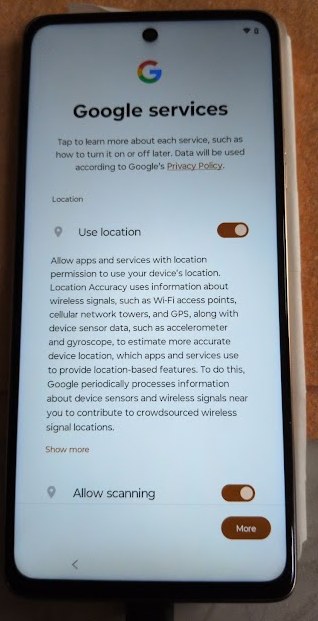 Google services
Tap to learn more about each service, such as
how to turn it on or off later. Data will be used
according to Google's Privacy Policy.
Location
Use location
Allow apps and services with location
permission to use your device's location.
Location Accuracy uses information about
wireless signals, such as Wi-Fi access points,
cellular network towers, and GPS, along with
device sensor data, such as accelerometer
and gyroscope, to estimate more accurate
device location, which apps and services use
to provide location-based features. To do this,
Google periodically processes information
about device sensors and wireless signals near
you to contribute to crowdsourced wireless
signal locations.
Show more
Allow scanning
More